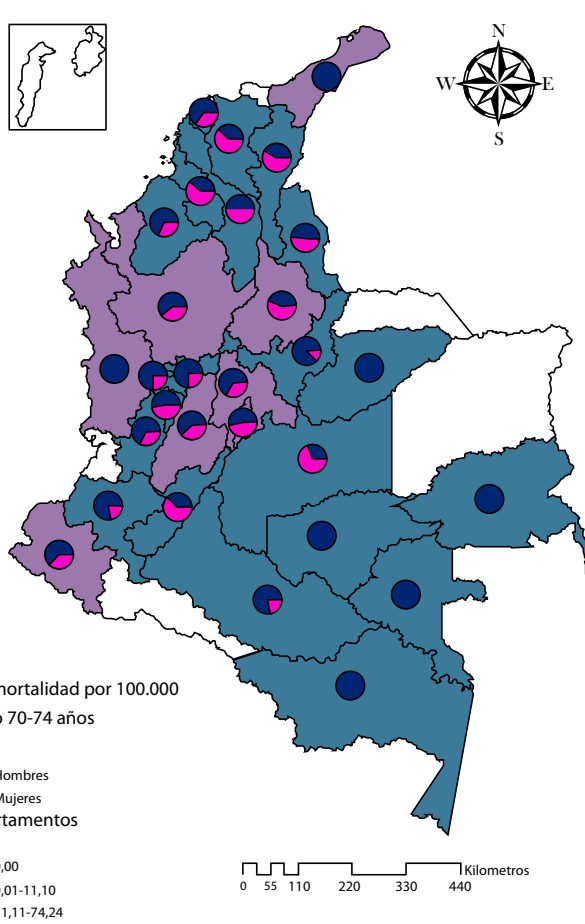 N
W E
S
mortalidad por 100.000
70-74 años
Hombres
Mujeres
rtamentos
,00
,01-11,10
1,11-74,24
Kilometros
0 55 110 220 330 440